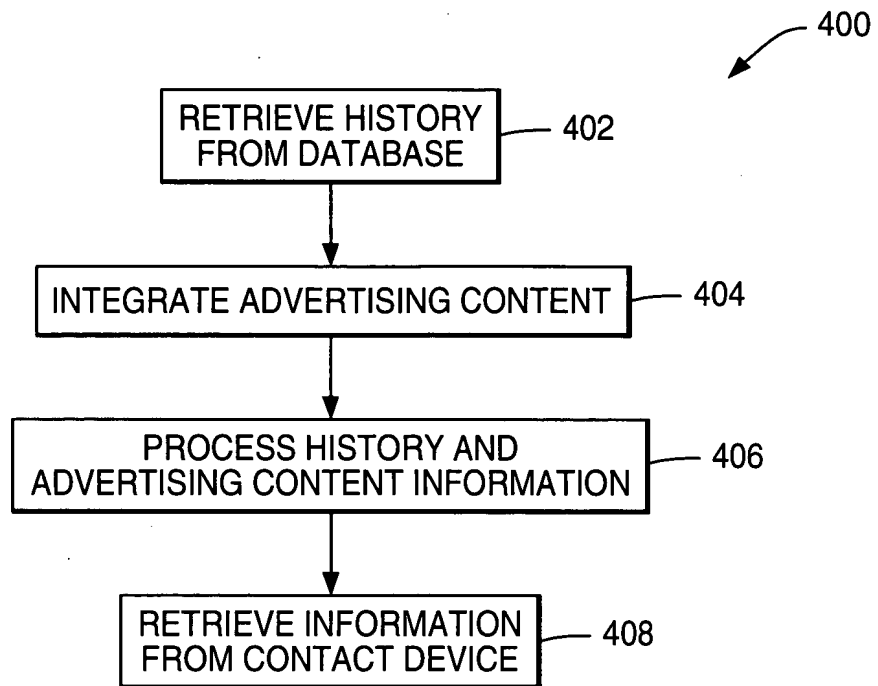 400
RETRIEVE HISTORY
FROM DATABASE
402
INTEGRATE ADVERTISING CONTENT
404
PROCESS HISTORY AND
ADVERTISING CONTENT INFORMATION
406
RETRIEVE INFORMATION
FROM CONTACT DEVICE
408